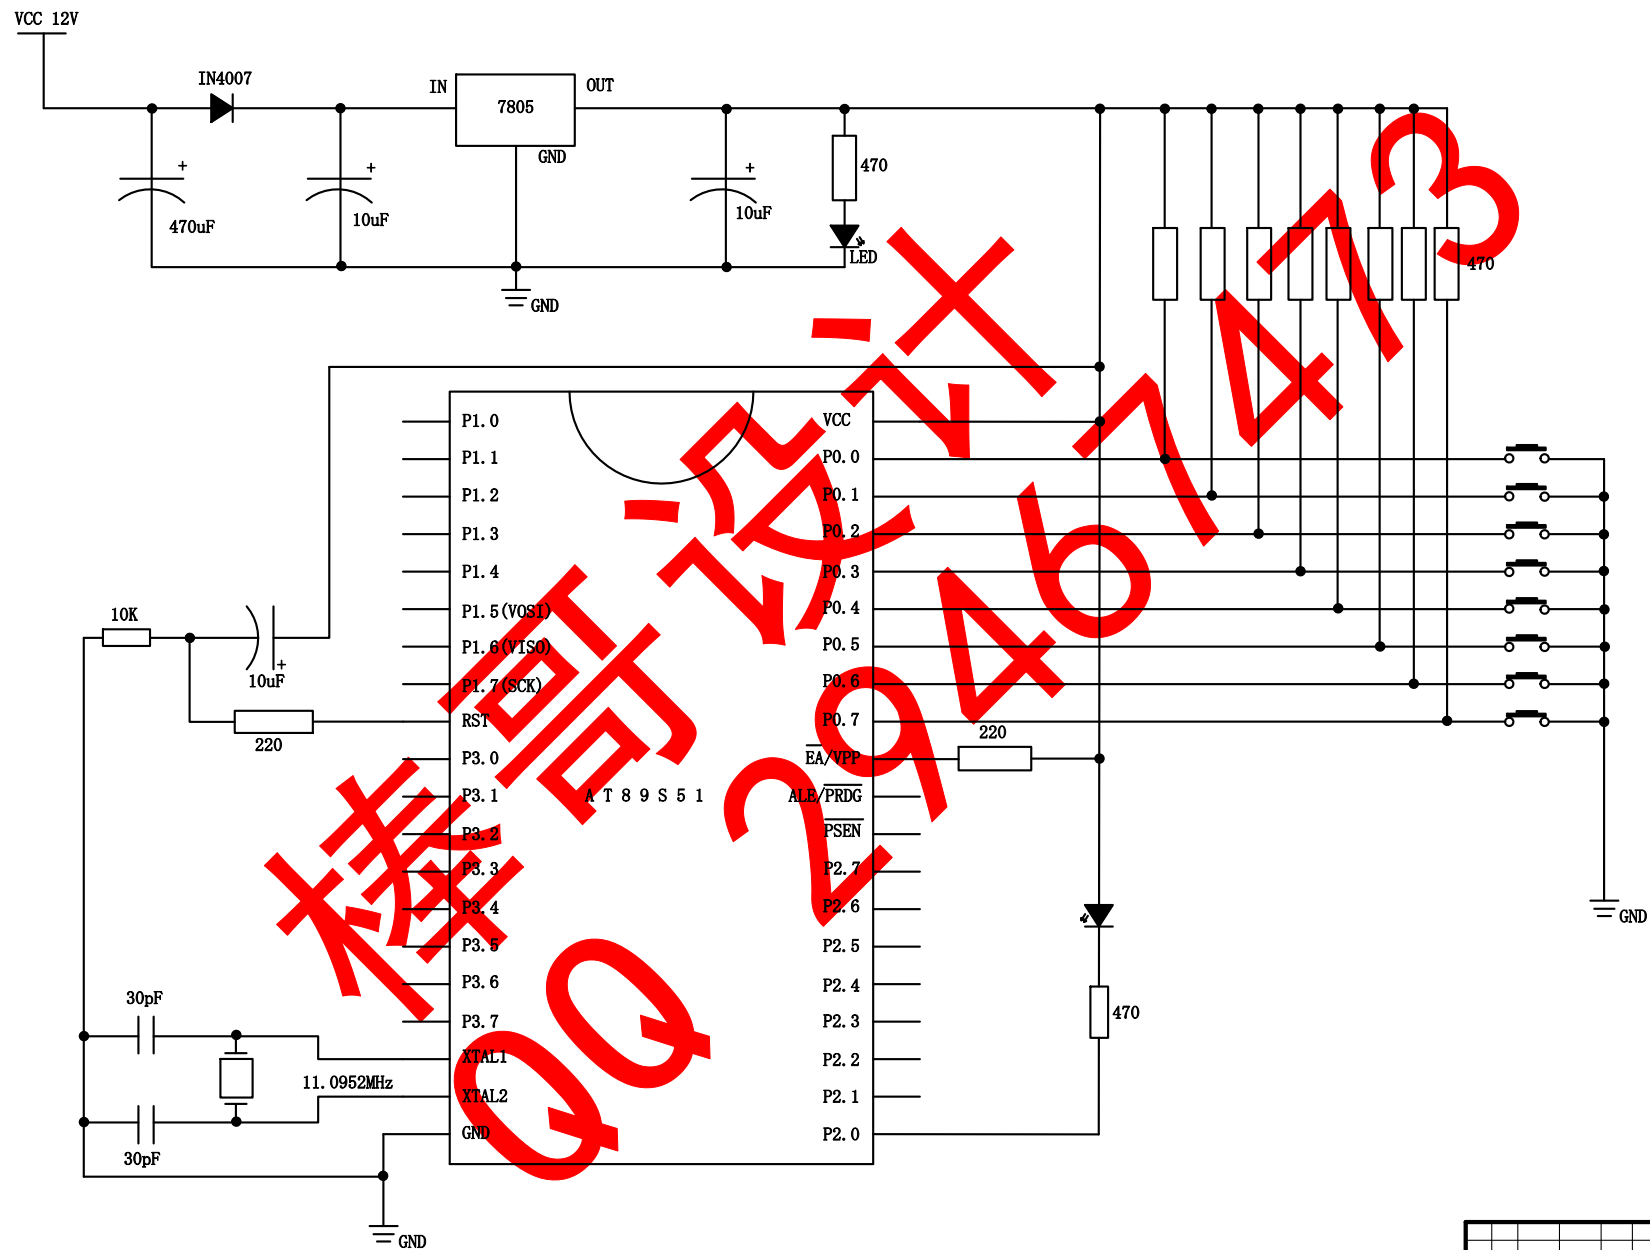 VCC 12V
IN4007
IN
7805
OUT
GND
470uF
10uF
10uF
470
LED
GND
470
P1.0
P1.1
P1.2
P1.3
P1.4
P1.5(VOSI)
P1.6(VISO)
P1.7(SCK)
RST
P3.0
P3.1
P3.2
P3.3
P3.4
P3.5
P3.6
P3.7
XTAL1
XTAL2
GND
AT89S51
VCC
P0.0
P0.1
P0.2
P0.3
P0.4
P0.5
P0.6
P0.7
EA/VPP
ALE/PRDG
PSEN
P2.7
P2.6
P2.5
P2.4
P2.3
P2.2
P2.1
P2.0
10K
10uF
220
220
30pF
11.0952MHz
30pF
GND
470
GND
棒哥设计
QQ 29467473